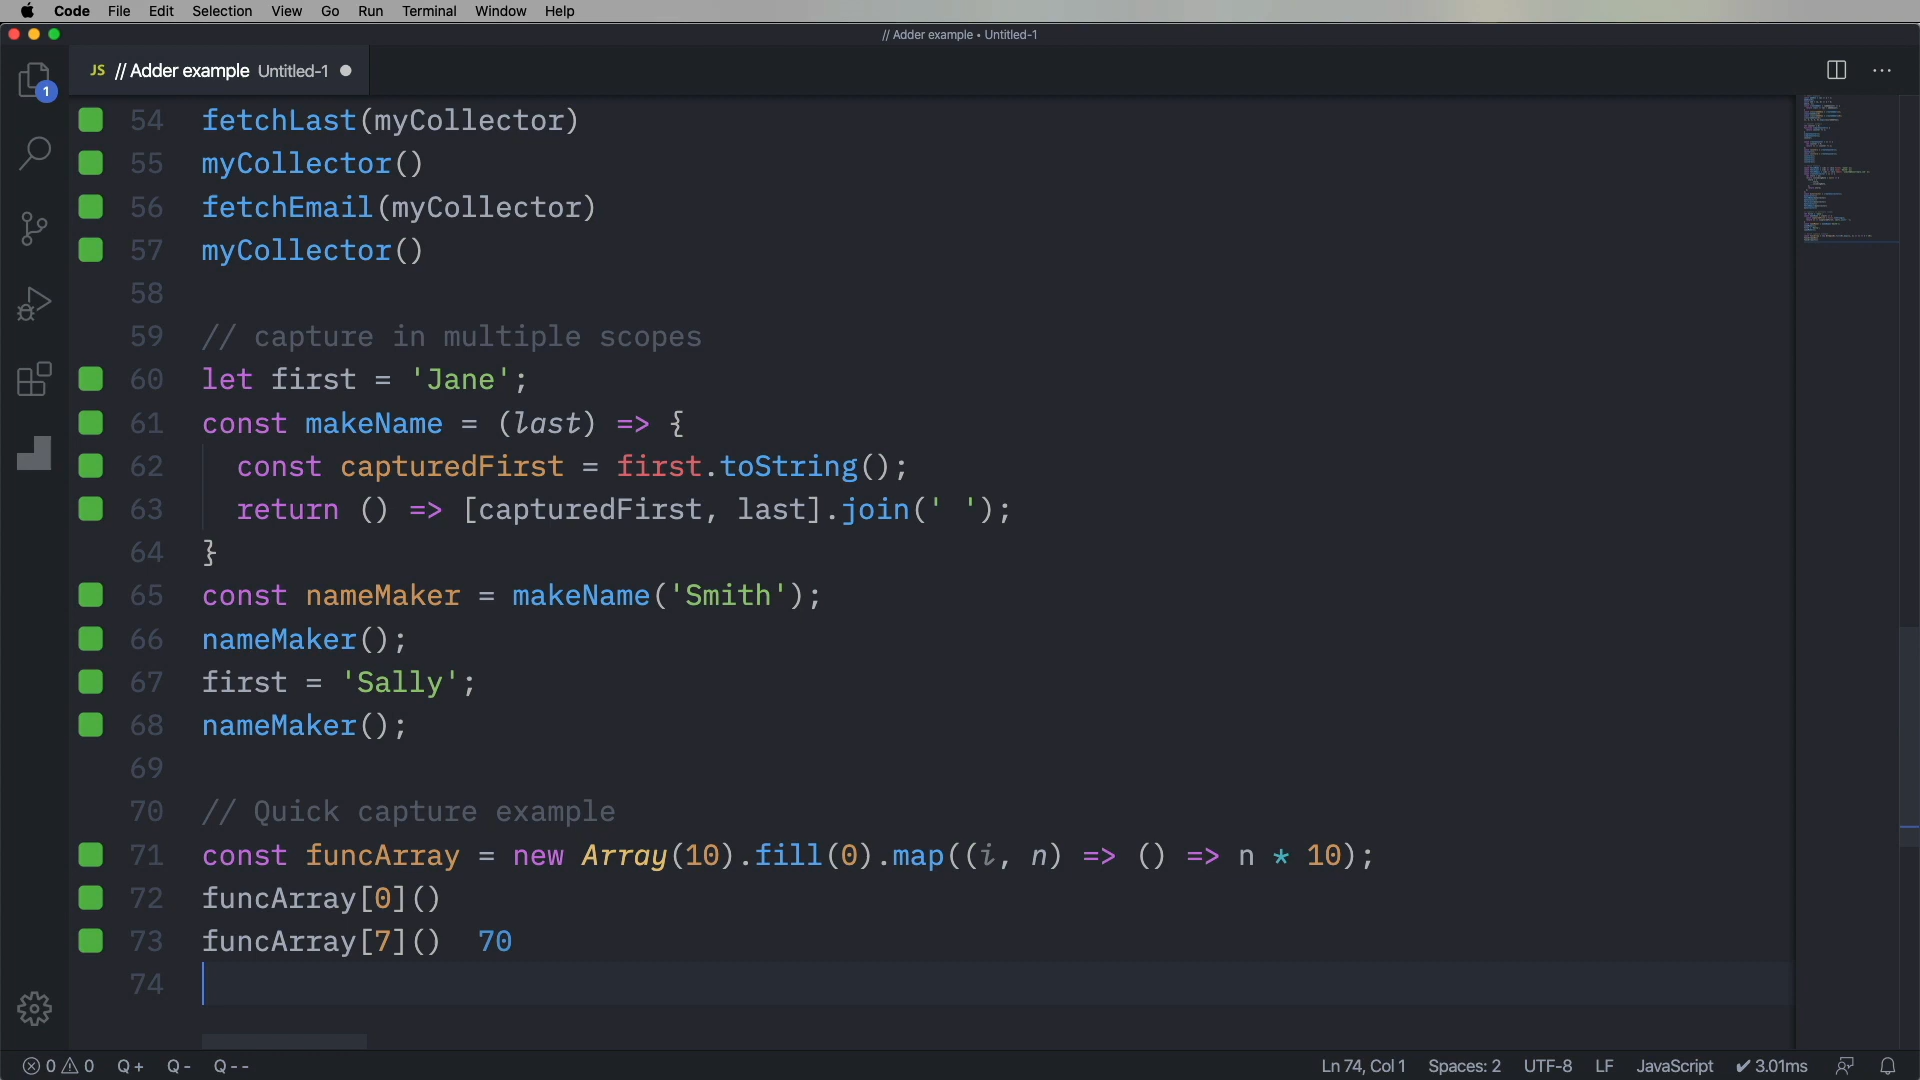 Code File Edit Selection View Go Run Terminal Window Help
// Adder example • Untitled-1
JS // Adder example Untitled-1
1
54 fetchLast(myCollector)
55 myCollector()
56 fetchEmail(myCollector)
57 myCollector()
58
59 // capture in multiple scopes
60 let first = 'Jane';
61 const makeName = (last) => {
62 const capturedFirst = first.toString();
63 return () => [capturedFirst, last].join(' ');
64 }
65 const nameMaker = makeName('Smith');
66 nameMaker();
67 first = 'Sally';
68 nameMaker();
69
70 // Quick capture example
71 const funcArray = new Array(10).fill(0).map((i, n) => () => n * 10);
72 funcArray[0]()
73 funcArray[7]() 70
74
0 0 Q+ Q- Q-- Ln 74, Col 1 Spaces: 2 UTF-8 LF JavaScript ✔ 3.01ms